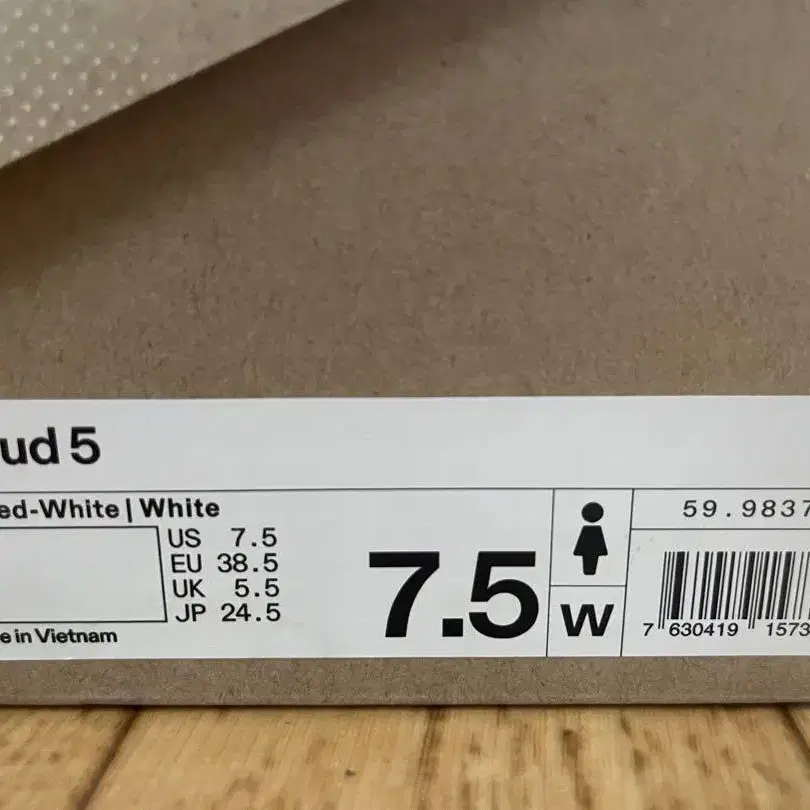 ud 5
ed-White | White
59.9837
US 7.5
EU 38.5
UK 5.5
JP 24.5
7.5
W
e in Vietnam
7 630419 1573